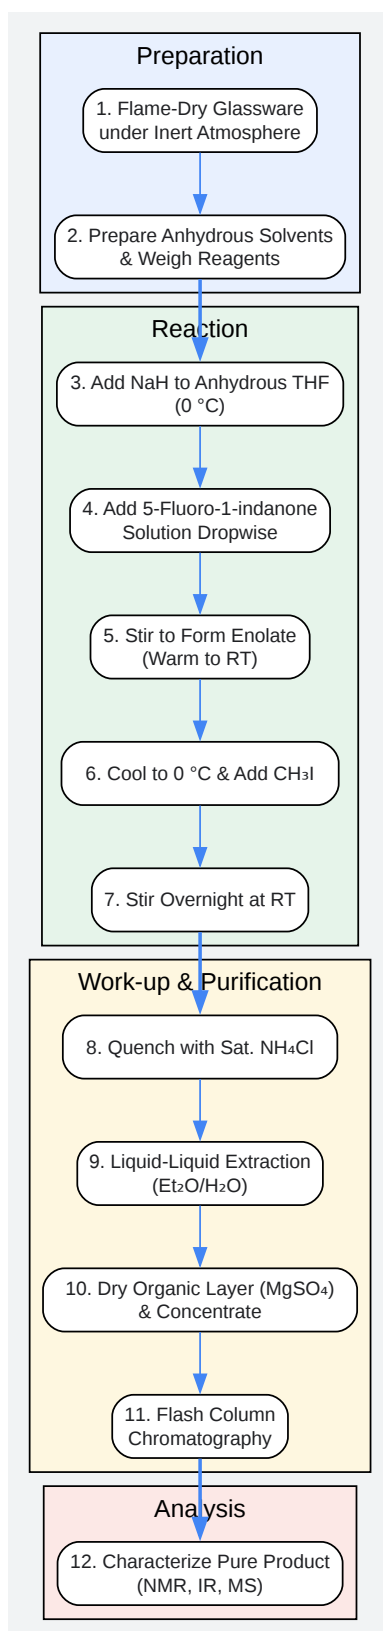 Preparation
1. Flame-Dry Glassware
under Inert Atmosphere
2. Prepare Anhydrous Solvents
& Weigh Reagents
Reaction
3. Add NaH to Anhydrous THF
(0 °C)
4. Add 5-Fluoro-1-indanone
Solution Dropwise
5. Stir to Form Enolate
(Warm to RT)
6. Cool to 0 °C & Add CH₃I
7. Stir Overnight at RT
Work-up & Purification
8. Quench with Sat. NH₄Cl
9. Liquid-Liquid Extraction
(Et₂O/H₂O)
10. Dry Organic Layer (MgSO₄)
& Concentrate
11. Flash Column
Chromatography
Analysis
12. Characterize Pure Product
(NMR, IR, MS)